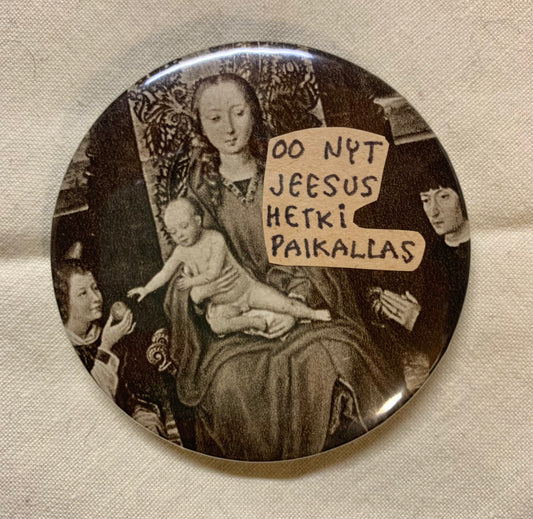 OO NYT
JEESUS
HETKI
PAIKALLAS